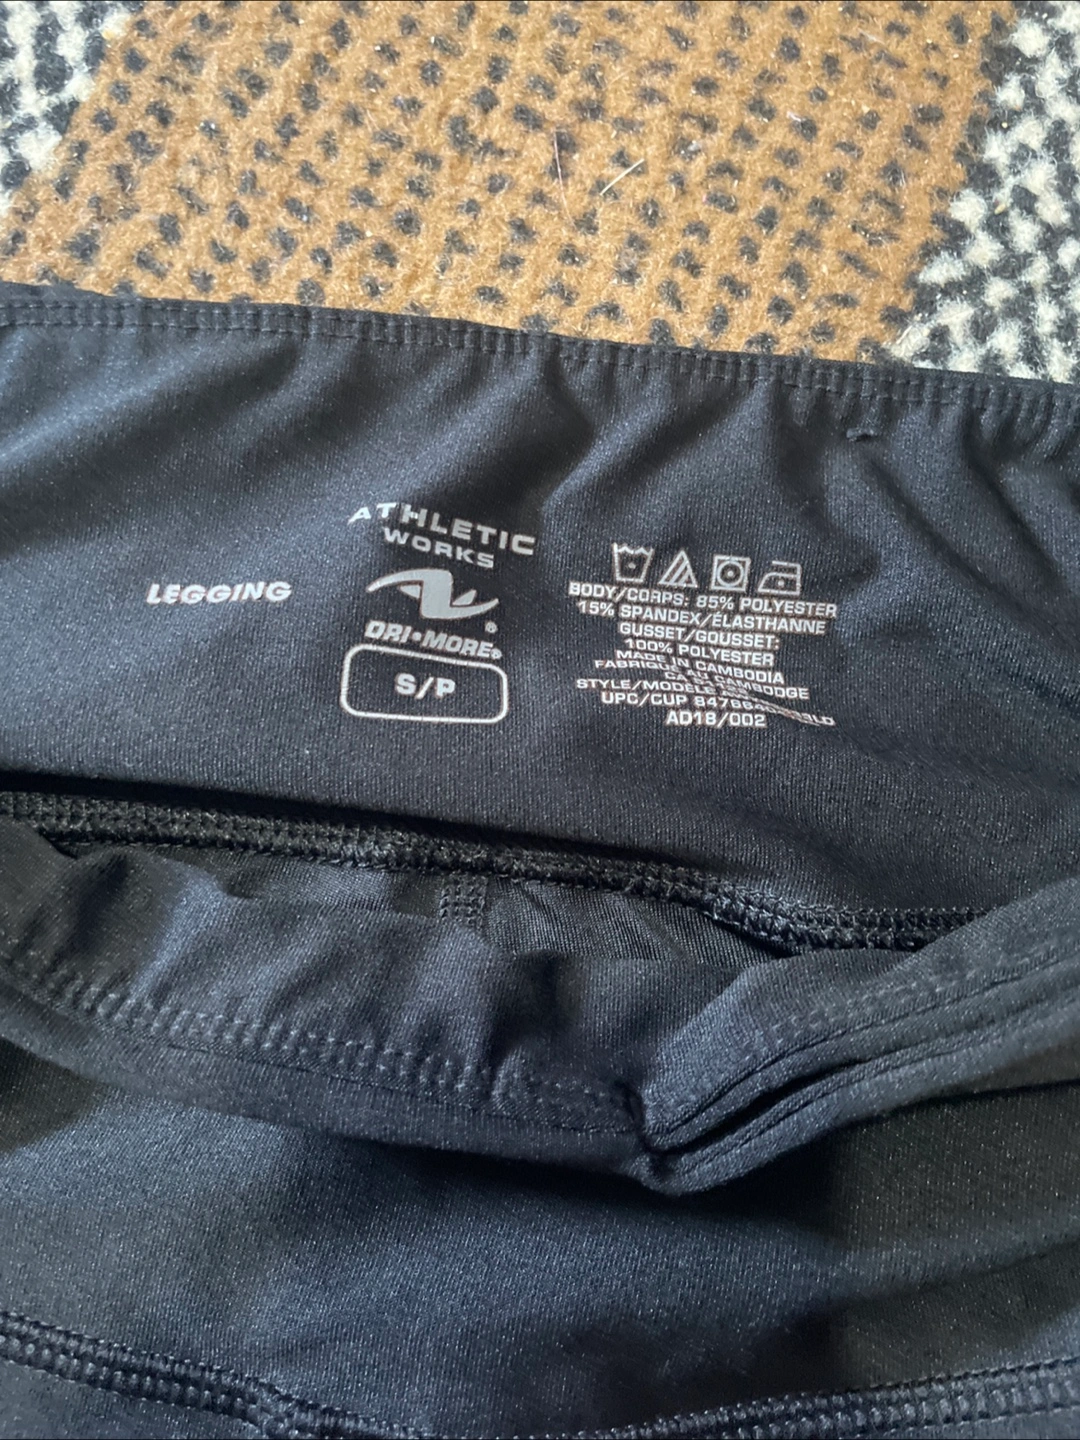 LEGGING
ATHLETIC
WORKS
®
DRI•MORE®
S/P
BODY/CORPS: 85% POLYESTER
15% SPANDEX/ÉLASTHANNE
GUSSET/GOUSSET:
100% POLYESTER
MADE IN CAMBODIA
FABRIQUÉ AU CAMBODGE
STYLE/MODÈLE
UPC/CUP
AD18/002